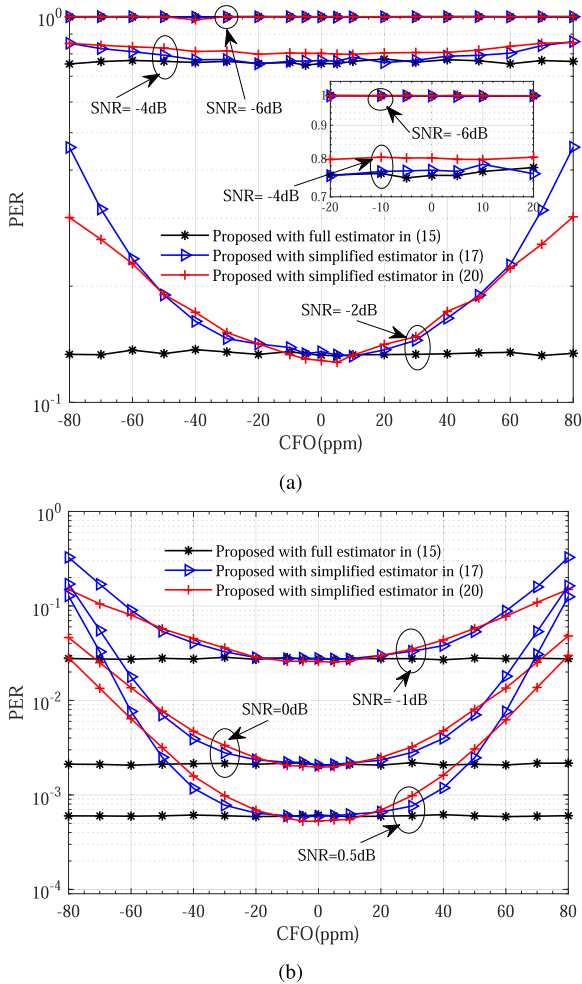 10^0
SNR= -4dB
SNR= -6dB
1
0.9
SNR= -6dB
0.8
SNR= -4dB
0.7
-20 -10 0 10 20
PER
Proposed with full estimator in (15)
Proposed with simplified estimator in (17)
Proposed with simplified estimator in (20)
SNR= -2dB
10^-1
-80 -60 -40 -20 0 20 40 60 80
CFO(ppm)
(a)
10^0
Proposed with full estimator in (15)
Proposed with simplified estimator in (17)
Proposed with simplified estimator in (20)
10^-1
PER
SNR= -1dB
10^-2
SNR=0dB
10^-3
SNR=0.5dB
10^-4
-80 -60 -40 -20 0 20 40 60 80
CFO(ppm)
(b)